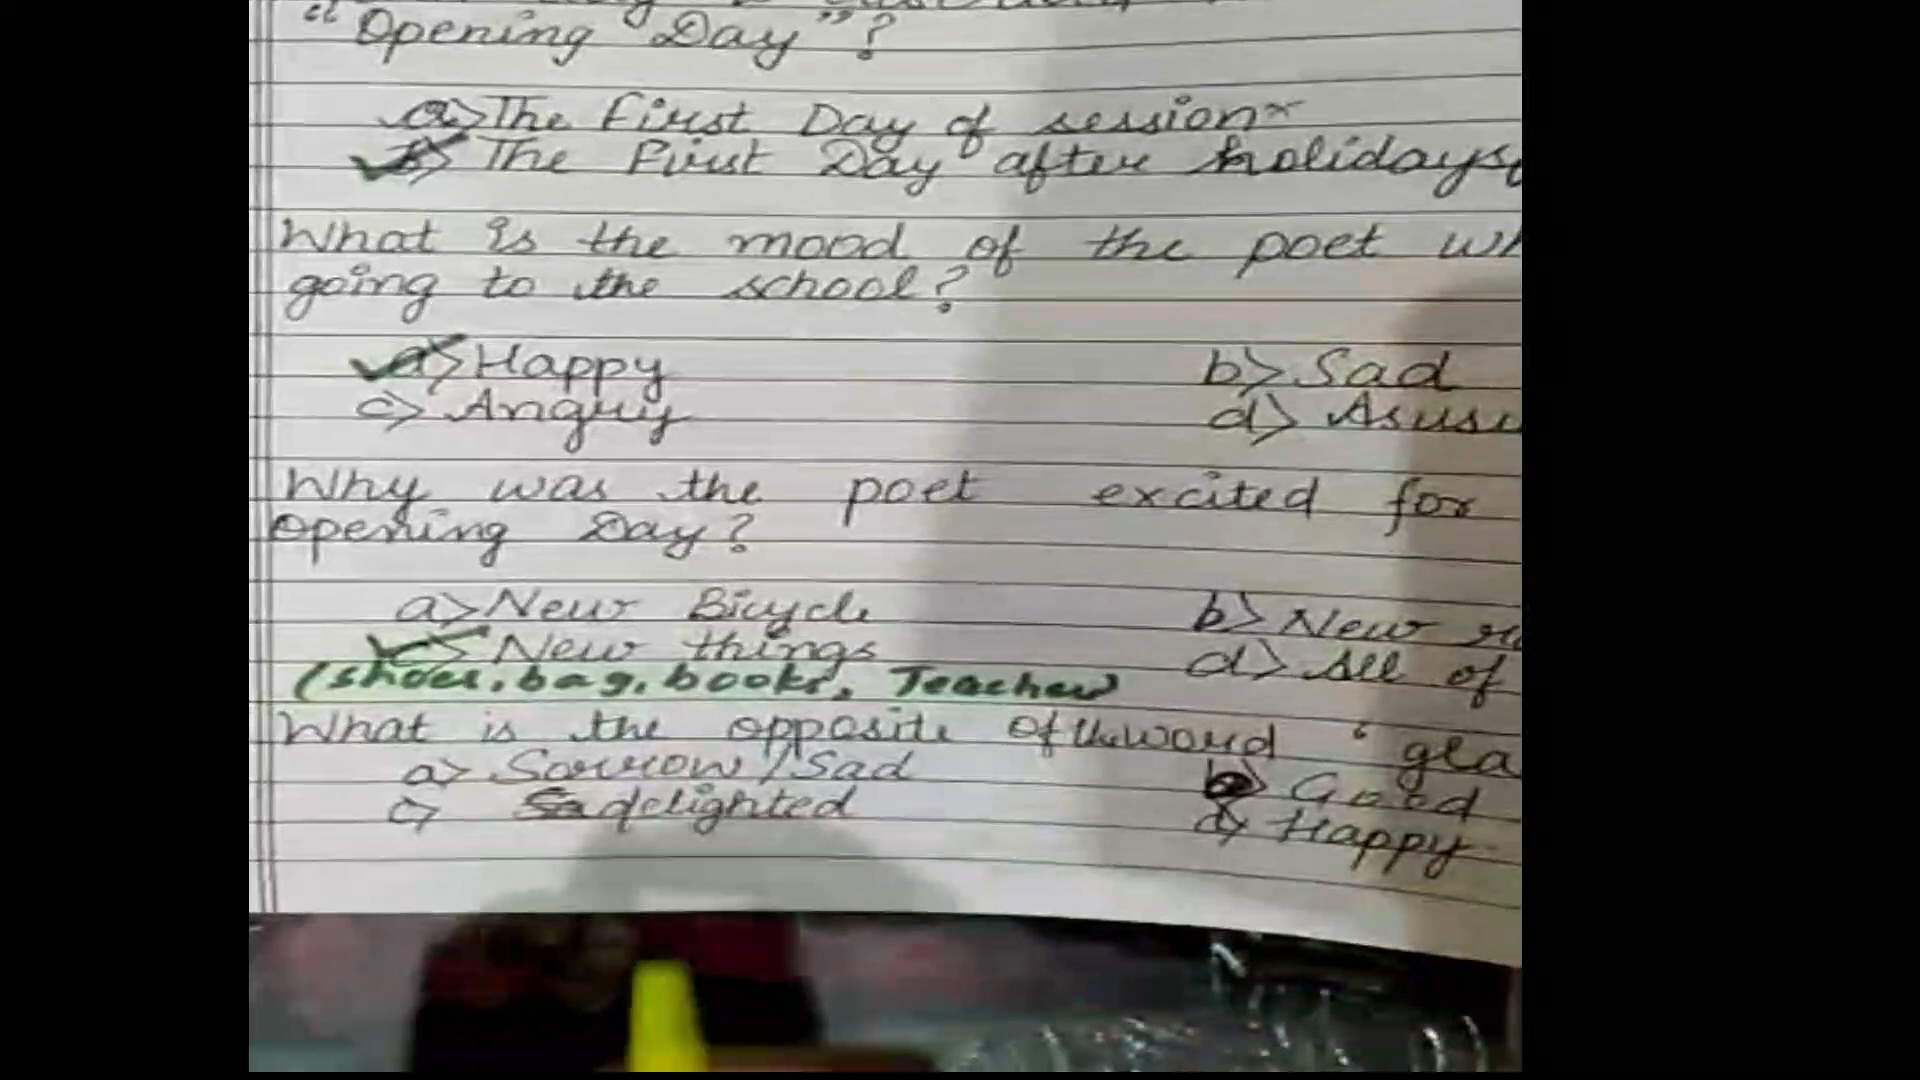 "Opening Day"?
a) The First Day of session
b) The First Day after holidays
What is the mood of the poet
going to the school?
a) Happy b) Sad
c) Angry d)
Why was the poet excited for
Opening Day?
a) New Bicycle b) New
c) New things d) All of
(shoes, bag, books, Teacher)
What is the opposite of the word 'gla
a) Sorrow/Sad b) Good
c) delighted d) Happy